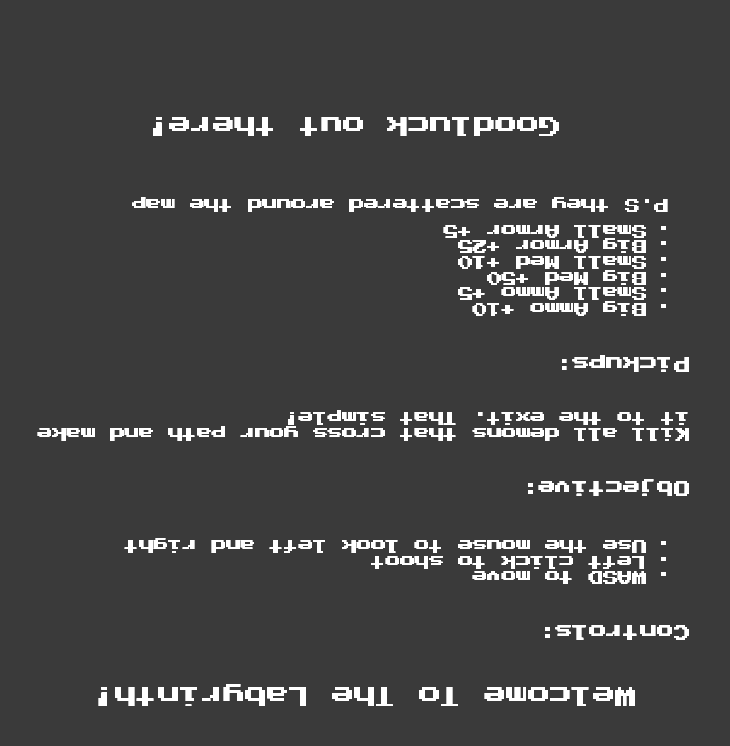 Welcome To The Labyrinth!
Controls:
• WASD to move
• Left click to shoot
• Use the mouse to look left and right
Objective:
Kill all demons that cross your path and make
it to the exit. That simple!
Pickups:
• Big Ammo +10
• Small Ammo +5
• Big Med +50
• Small Med +10
• Big Armor +25
• Small Armor +5
P.S they are scattered around the map
Goodluck out there!